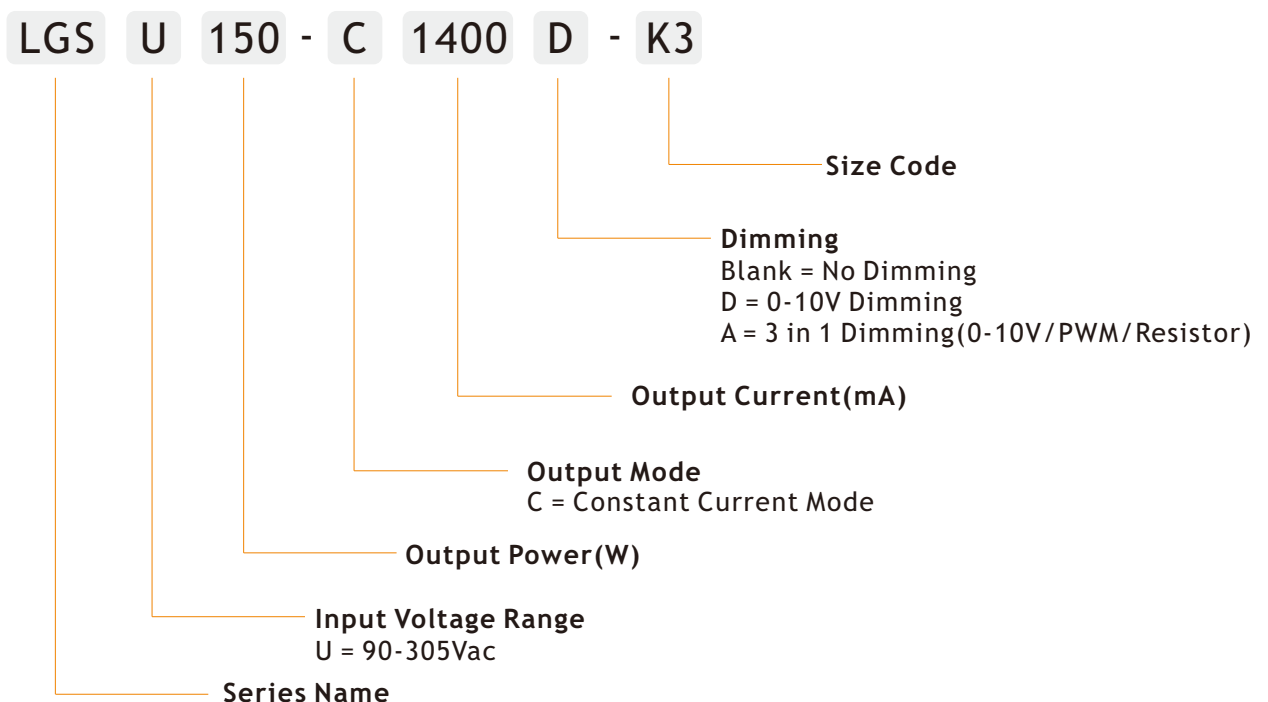 LGS U 150 - C 1400 D - K3
Size Code
Dimming
Blank = No Dimming
D = 0-10V Dimming
A = 3 in 1 Dimming(0-10V/PWM/Resistor)
Output Current(mA)
Output Mode
C = Constant Current Mode
Output Power(W)
Input Voltage Range
U = 90-305Vac
Series Name